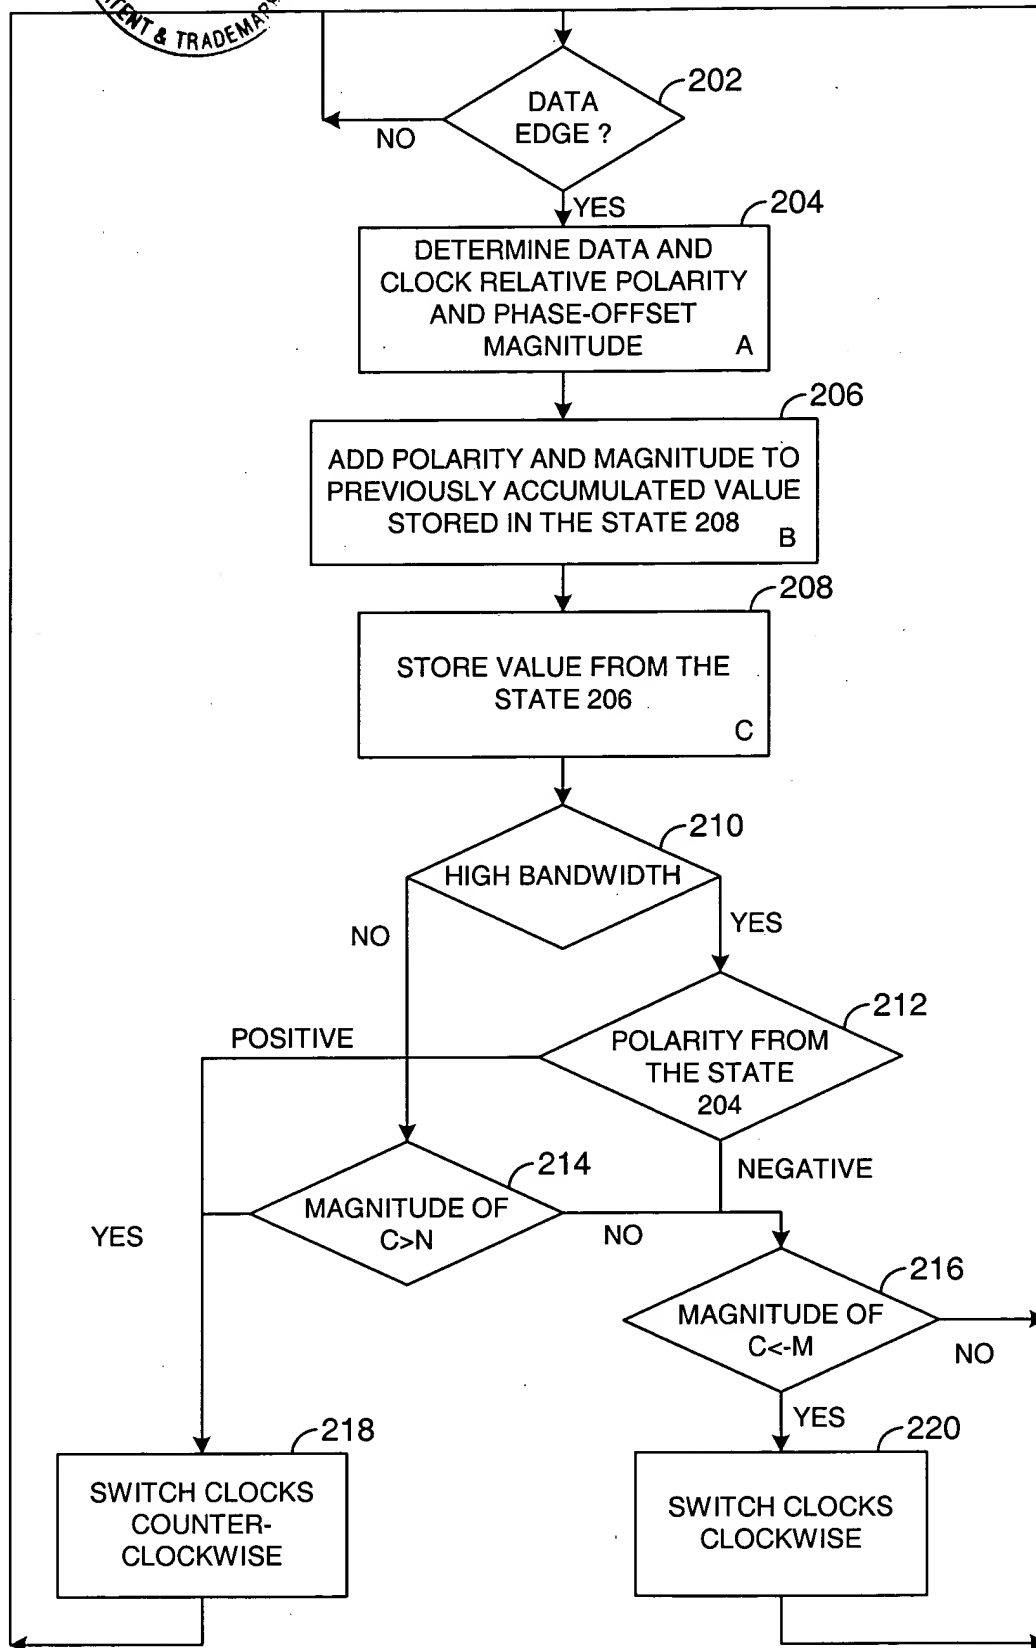 & TRADEMARK
202
DATA
EDGE ?
NO
YES
204
DETERMINE DATA AND
CLOCK RELATIVE POLARITY
AND PHASE-OFFSET
MAGNITUDE
A
206
ADD POLARITY AND MAGNITUDE TO
PREVIOUSLY ACCUMULATED VALUE
STORED IN THE STATE 208
B
208
STORE VALUE FROM THE
STATE 206
C
210
HIGH BANDWIDTH
NO
YES
212
POSITIVE
POLARITY FROM
THE STATE
204
214
NEGATIVE
MAGNITUDE OF
C>N
YES
NO
216
MAGNITUDE OF
C<-M
NO
YES
218
SWITCH CLOCKS
COUNTER-
CLOCKWISE
220
SWITCH CLOCKS
CLOCKWISE